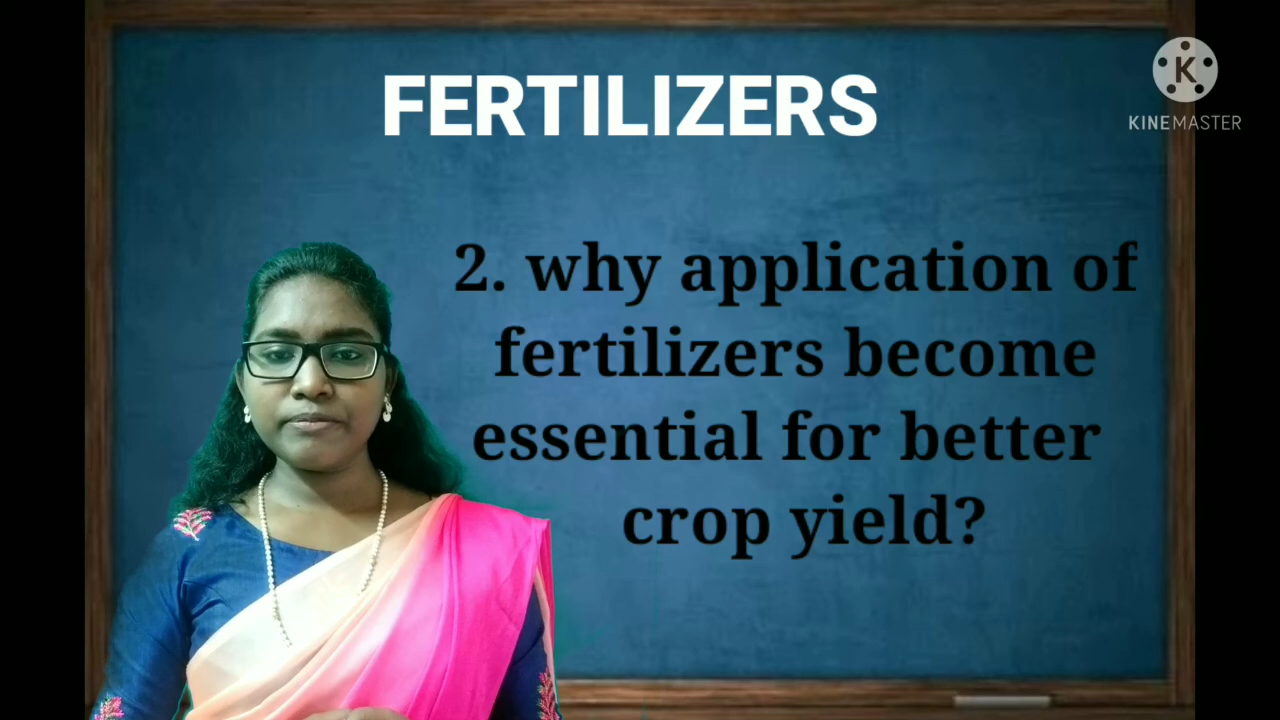 FERTILIZERS
K
KINEMASTER
2. why application of
fertilizers become
essential for better
crop yield?